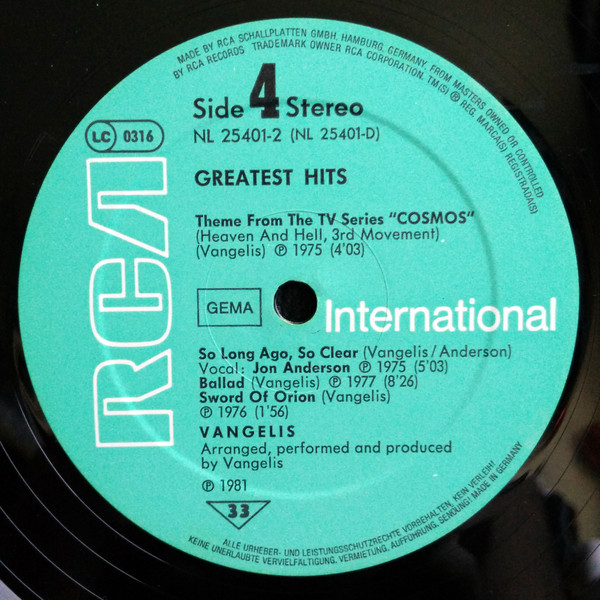 MADE BY RCA SCHALLPLATTEN GMBH, HAMBURG, GERMANY, FROM MASTERS OWNED OR CONTROLLED
BY RCA RECORDS TRADEMARK OWNER RCA CORPORATION. TM(S) ® REG. MARCA(S) REGISTRADA(S)
Side 4 Stereo
NL 25401-2 (NL 25401-D)
LC 0316
GREATEST HITS
RCA
Theme From The TV Series "COSMOS"
(Heaven And Hell, 3rd Movement)
(Vangelis) ℗ 1975 (4'03)
GEMA
International
So Long Ago, So Clear (Vangelis/Anderson)
Vocal: Jon Anderson ℗ 1975 (5'03)
Ballad (Vangelis) ℗ 1977 (8'26)
Sword Of Orion (Vangelis)
℗ 1976 (1'56)
VANGELIS
Arranged, performed and produced
by Vangelis
℗ 1981
33
ALLE URHEBER- UND LEISTUNGSSCHUTZRECHTE VORBEHALTEN. KEIN VERLEIH!
KEINE UNERLAUBTE VERVIELFÄLTIGUNG, VERMIETUNG, AUFFÜHRUNG, SENDUNG! MADE IN GERMANY